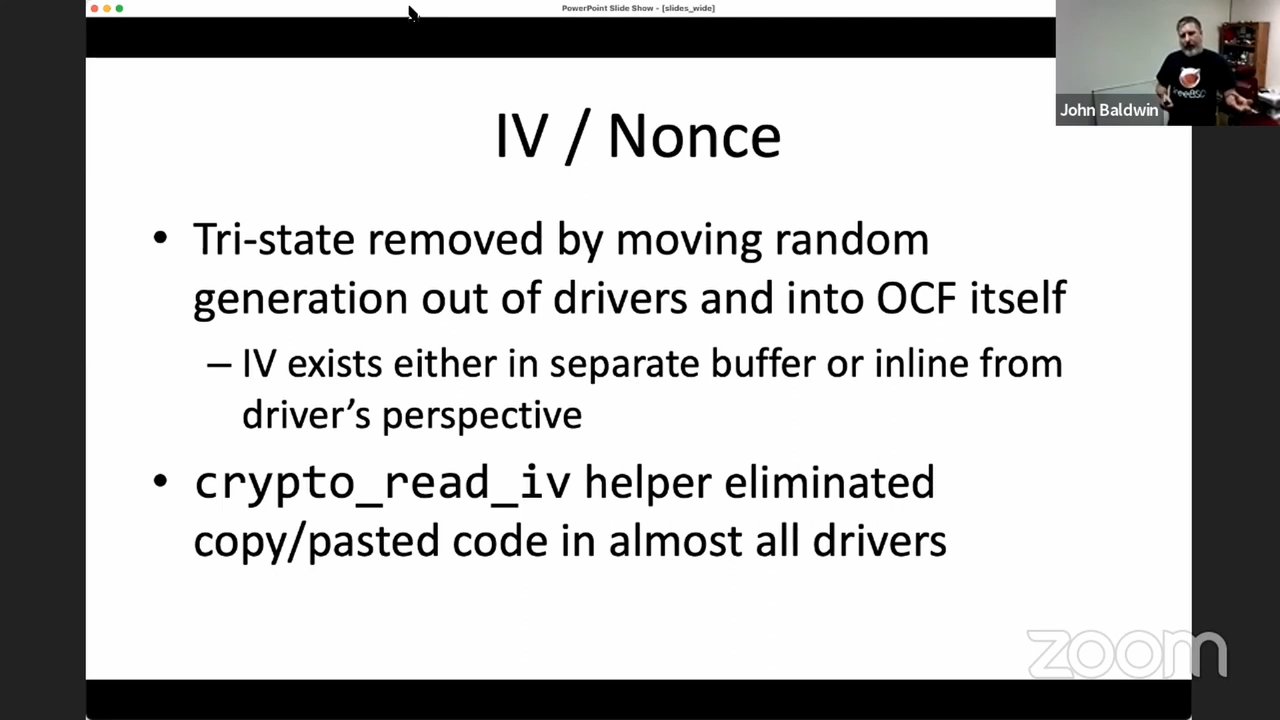 PowerPoint Slide Show - [slides_wide]
IV / Nonce
John Baldwin
• Tri-state removed by moving random
generation out of drivers and into OCF itself
– IV exists either in separate buffer or inline from
driver's perspective
• crypto_read_iv helper eliminated
copy/pasted code in almost all drivers
zoom